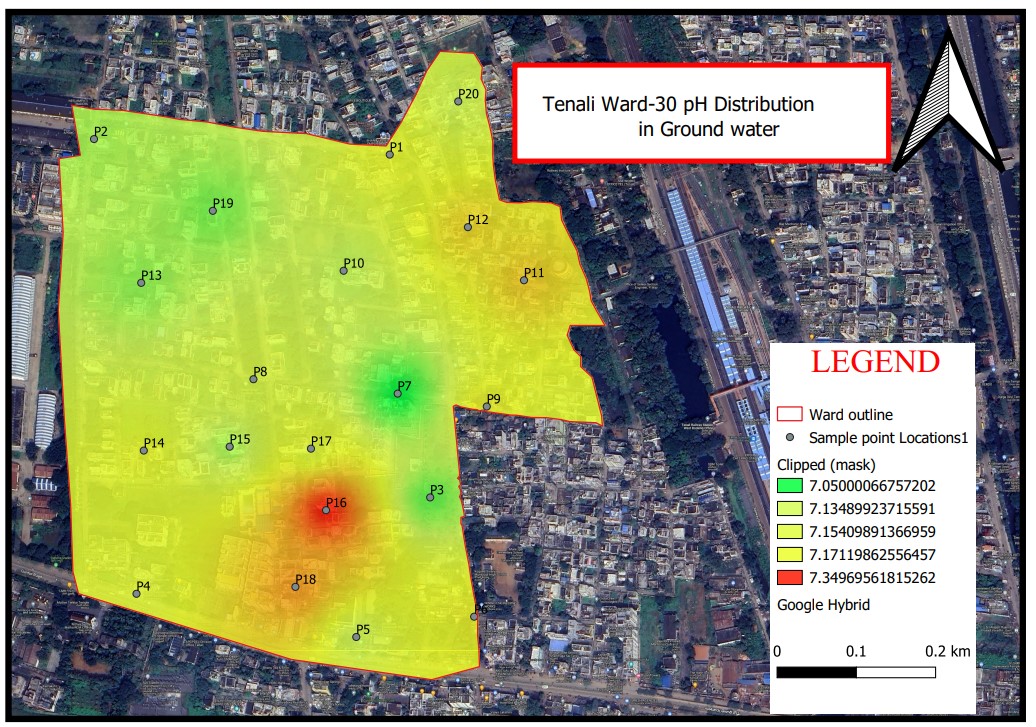 Tenali Ward-30 pH Distribution
in Ground water
P20
P2
P1
P19
P12
P10
P11
P13
P8
P7
P9
P15
P14
P17
P3
P16
P18
P4
P5
LEGEND
Ward outline
Sample point Locations1
Clipped (mask)
7.05000066757202
7.13489923715591
7.15409891366959
7.17119862556457
7.34969561815262
Google Hybrid
0 0.1 0.2 km